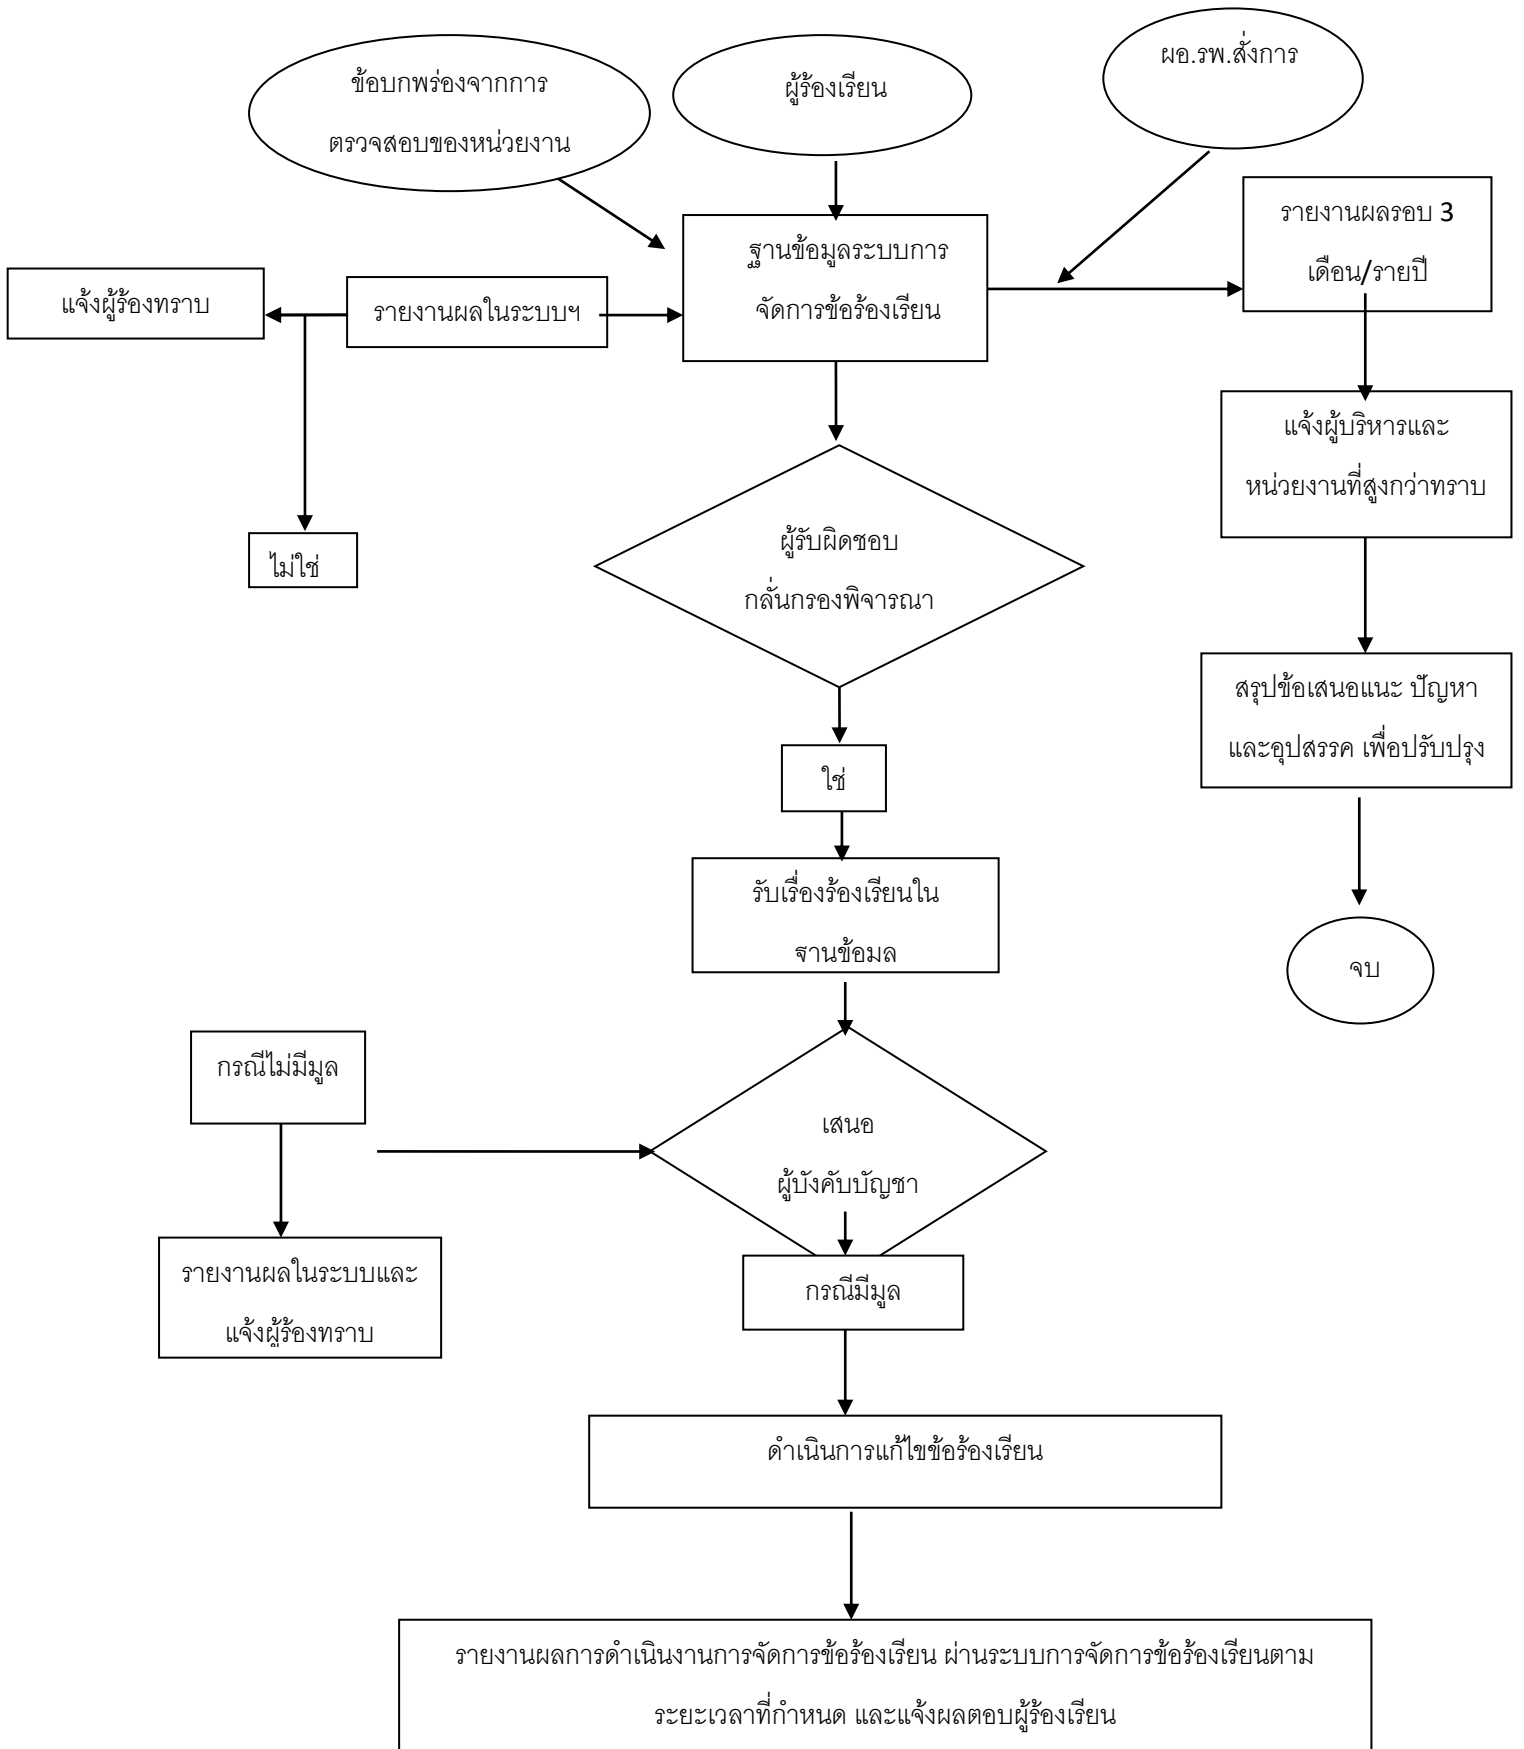 ข้อบกพร่องจากการ
ตรวจสอบของหน่วยงาน
ผู้ร้องเรียน
ผอ.รพ.สั่งการ
ฐานข้อมูลระบบการ
จัดการข้อร้องเรียน
รายงานผลรอบ 3
เดือน/รายปี
แจ้งผู้ร้องทราบ
รายงานผลในระบบฯ
แจ้งผู้บริหารและ
หน่วยงานที่สูงกว่าทราบ
ไม่ใช่
ผู้รับผิดชอบ
กลั่นกรองพิจารณา
สรุปข้อเสนอแนะ ปัญหา
และอุปสรรค เพื่อปรับปรุง
ใช่
รับเรื่องร้องเรียนใน
ฐานข้อมูล
จบ
กรณีไม่มีมูล
เสนอ
ผู้บังคับบัญชา
รายงานผลในระบบและ
แจ้งผู้ร้องทราบ
กรณีมีมูล
ดำเนินการแก้ไขข้อร้องเรียน
รายงานผลการดำเนินงานการจัดการข้อร้องเรียน ผ่านระบบการจัดการข้อร้องเรียนตาม
ระยะเวลาที่กำหนด และแจ้งผลตอบผู้ร้องเรียน